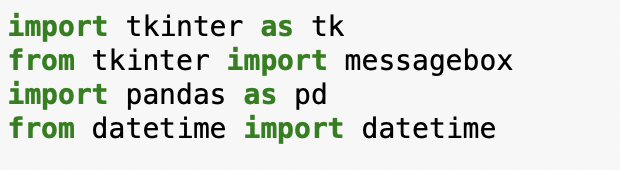 import tkinter as tk
from tkinter import messagebox
import pandas as pd
from datetime import datetime